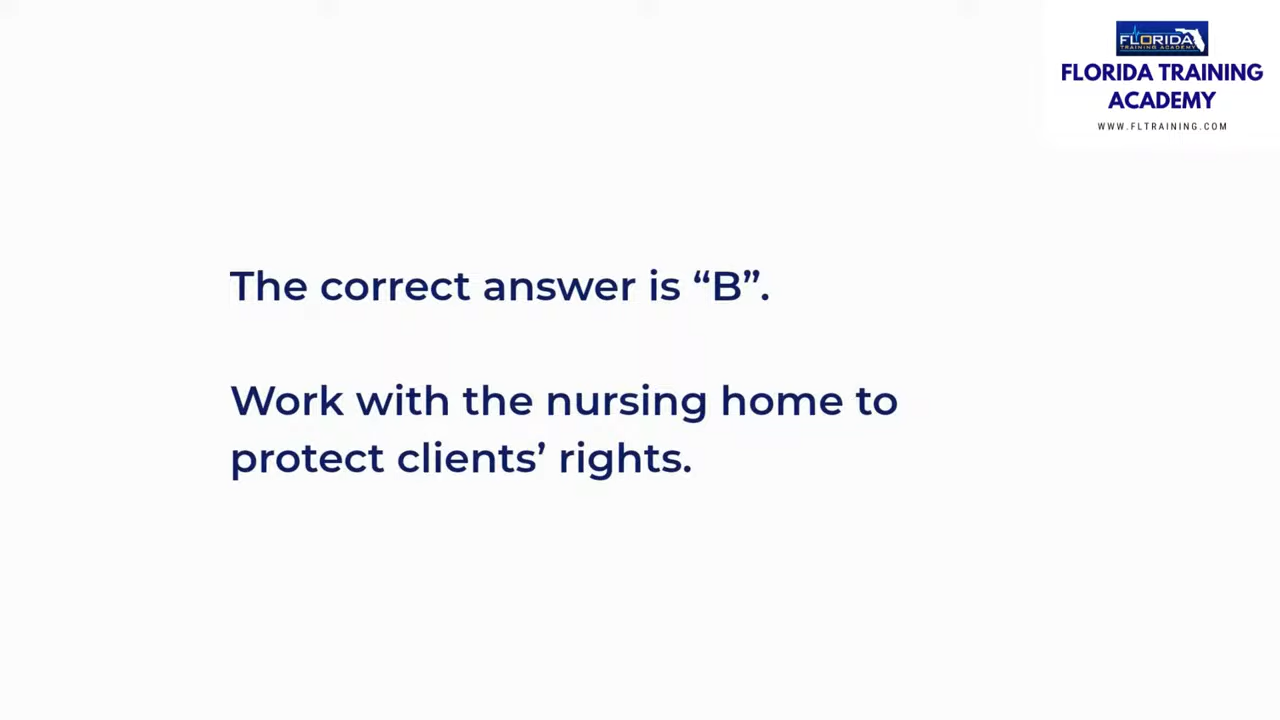 FLORIDA
TRAINING ACADEMY
FLORIDA TRAINING
ACADEMY
WWW.FLTRAINING.COM
The correct answer is “B”.
Work with the nursing home to
protect clients’ rights.